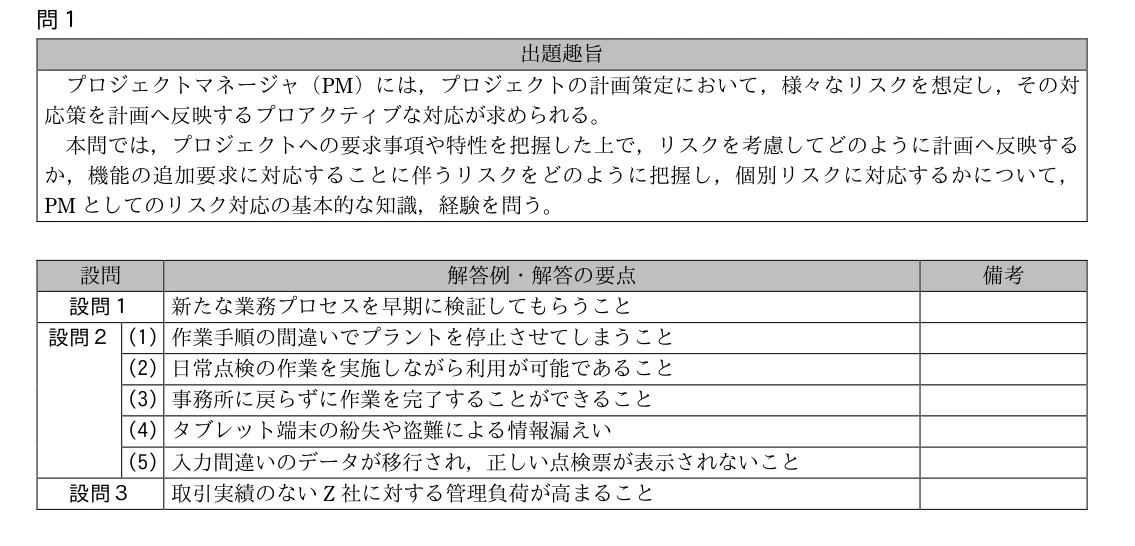 問1
出題趣旨
プロジェクトマネージャ（PM）には，プロジェクトの計画策定において，様々なリスクを想定し，その対
応策を計画へ反映するプロアクティブな対応が求められる。
本問では，プロジェクトへの要求事項や特性を把握した上で，リスクを考慮してどのように計画へ反映する
か，機能の追加要求に対応することに伴うリスクをどのように把握し，個別リスクに対応するかについて，
PM としてのリスク対応の基本的な知識，経験を問う。
設問 解答例・解答の要点 備考
設問1 新たな業務プロセスを早期に検証してもらうこと
設問2 (1) 作業手順の間違いでプラントを停止させてしまうこと
(2) 日常点検の作業を実施しながら利用が可能であること
(3) 事務所に戻らずに作業を完了することができること
(4) タブレット端末の紛失や盗難による情報漏えい
(5) 入力間違いのデータが移行され，正しい点検票が表示されないこと
設問3 取引実績のない Z 社に対する管理負荷が高まること